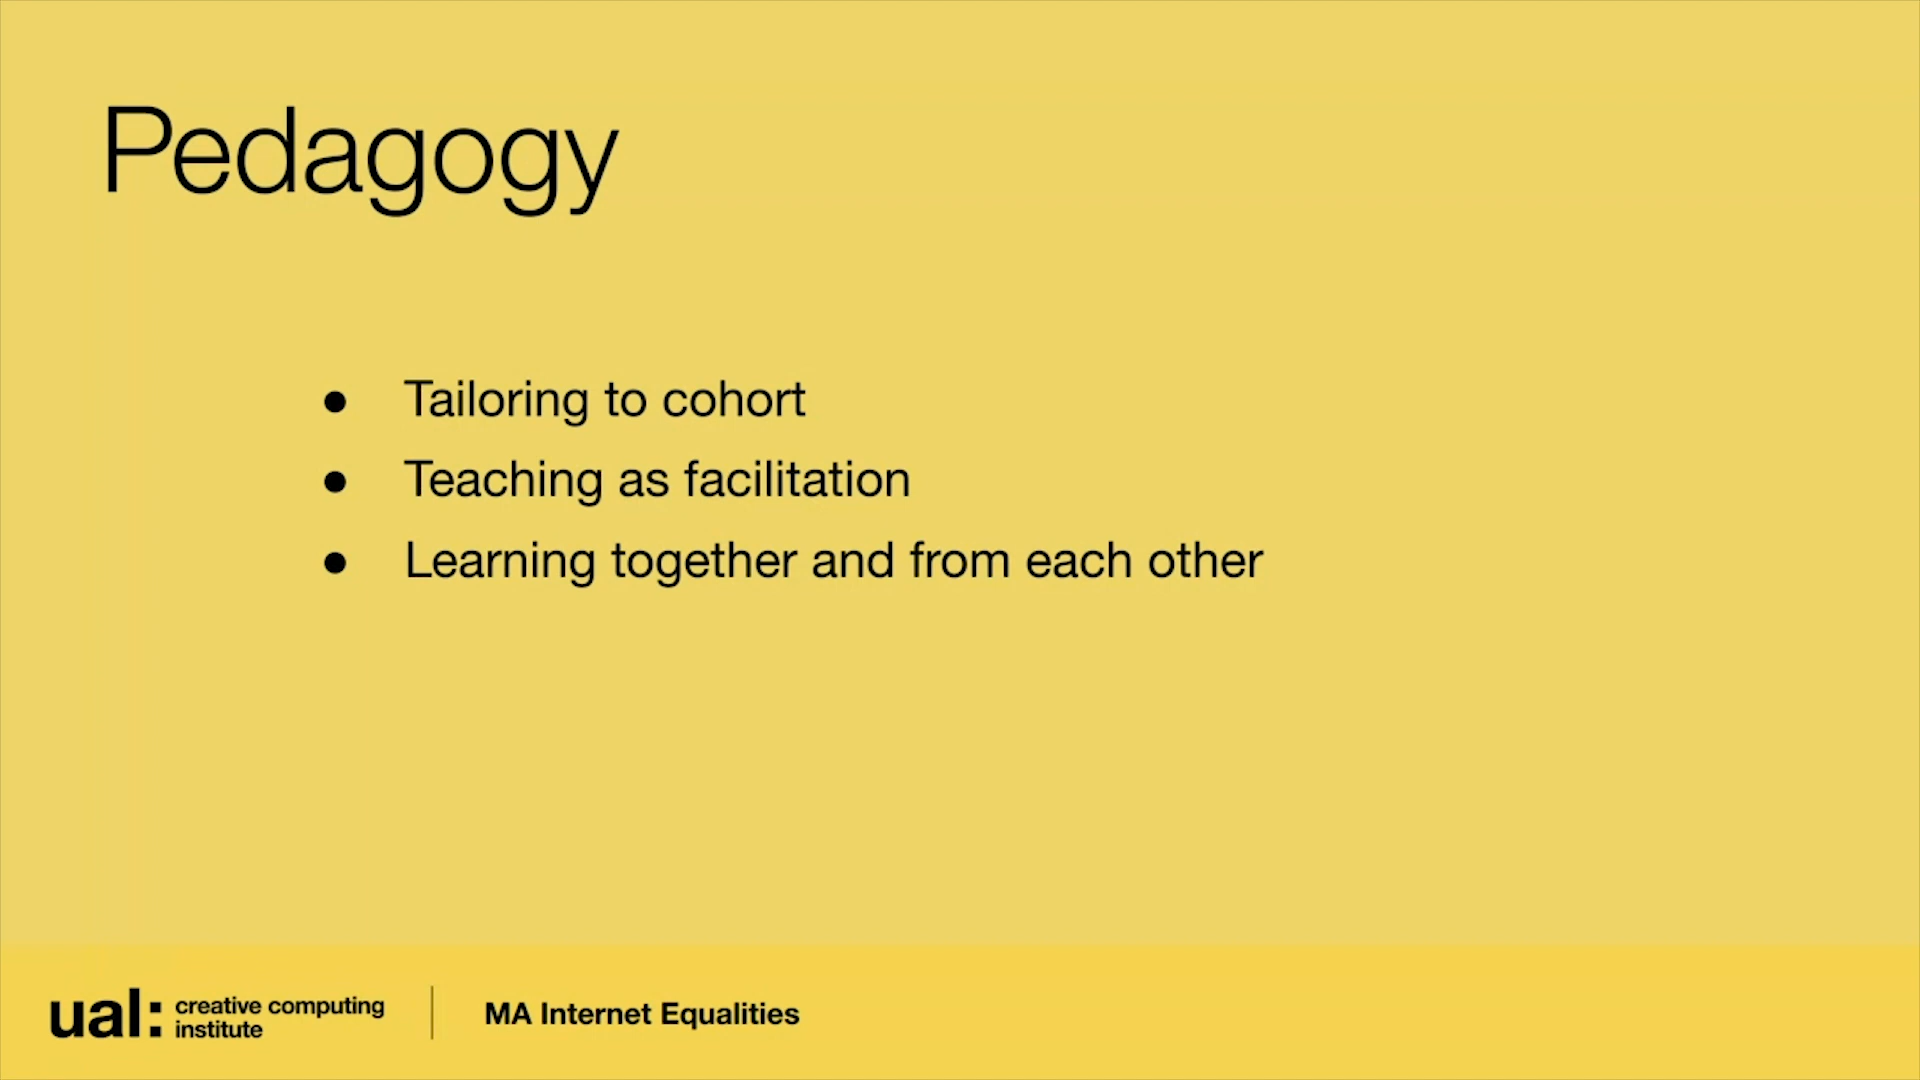 Pedagogy
● Tailoring to cohort
● Teaching as facilitation
● Learning together and from each other
ual: creative computing
institute
MA Internet Equalities